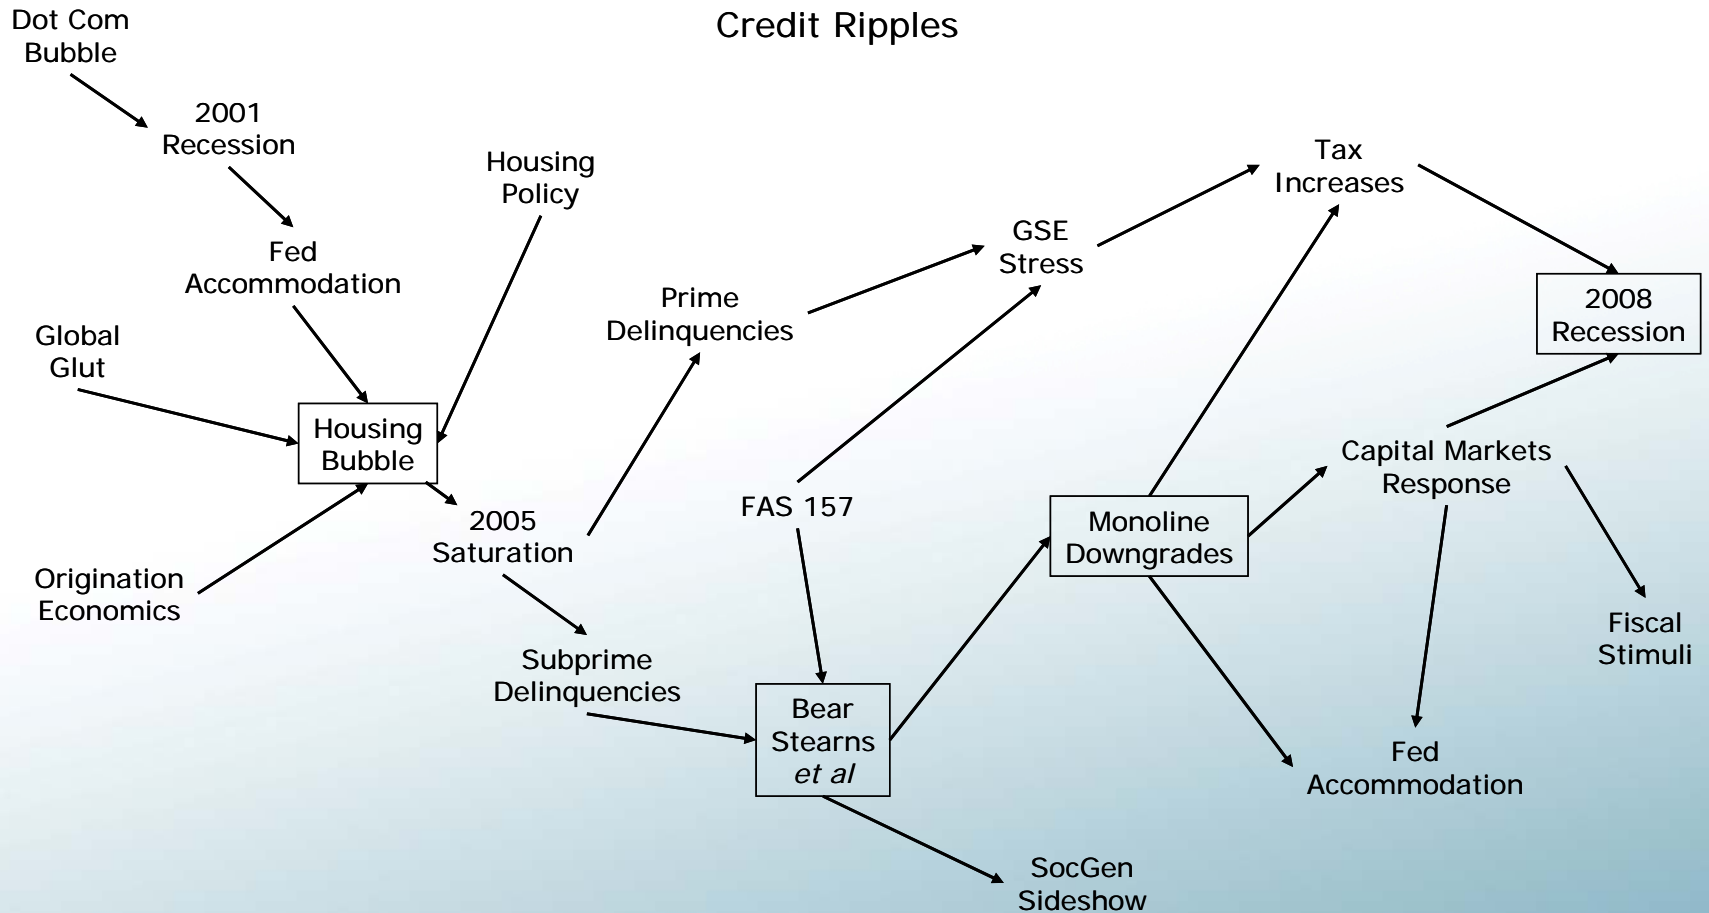 Credit Ripples
Dot Com
Bubble
2001
Recession
Fed
Accommodation
Housing
Policy
Global
Glut
Housing
Bubble
Origination
Economics
2005
Saturation
Prime
Delinquencies
Subprime
Delinquencies
GSE
Stress
FAS 157
Bear
Stearns
et al
SocGen
Sideshow
Monoline
Downgrades
Tax
Increases
2008
Recession
Capital Markets
Response
Fiscal
Stimuli
Fed
Accommodation